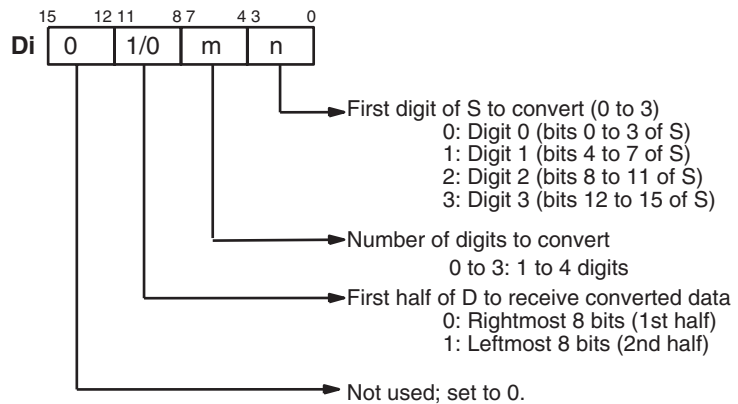 15 12 11 8 7 4 3 0
Di 0 1/0 m n
First digit of S to convert (0 to 3)
0: Digit 0 (bits 0 to 3 of S)
1: Digit 1 (bits 4 to 7 of S)
2: Digit 2 (bits 8 to 11 of S)
3: Digit 3 (bits 12 to 15 of S)
Number of digits to convert
0 to 3: 1 to 4 digits
First half of D to receive converted data
0: Rightmost 8 bits (1st half)
1: Leftmost 8 bits (2nd half)
Not used; set to 0.